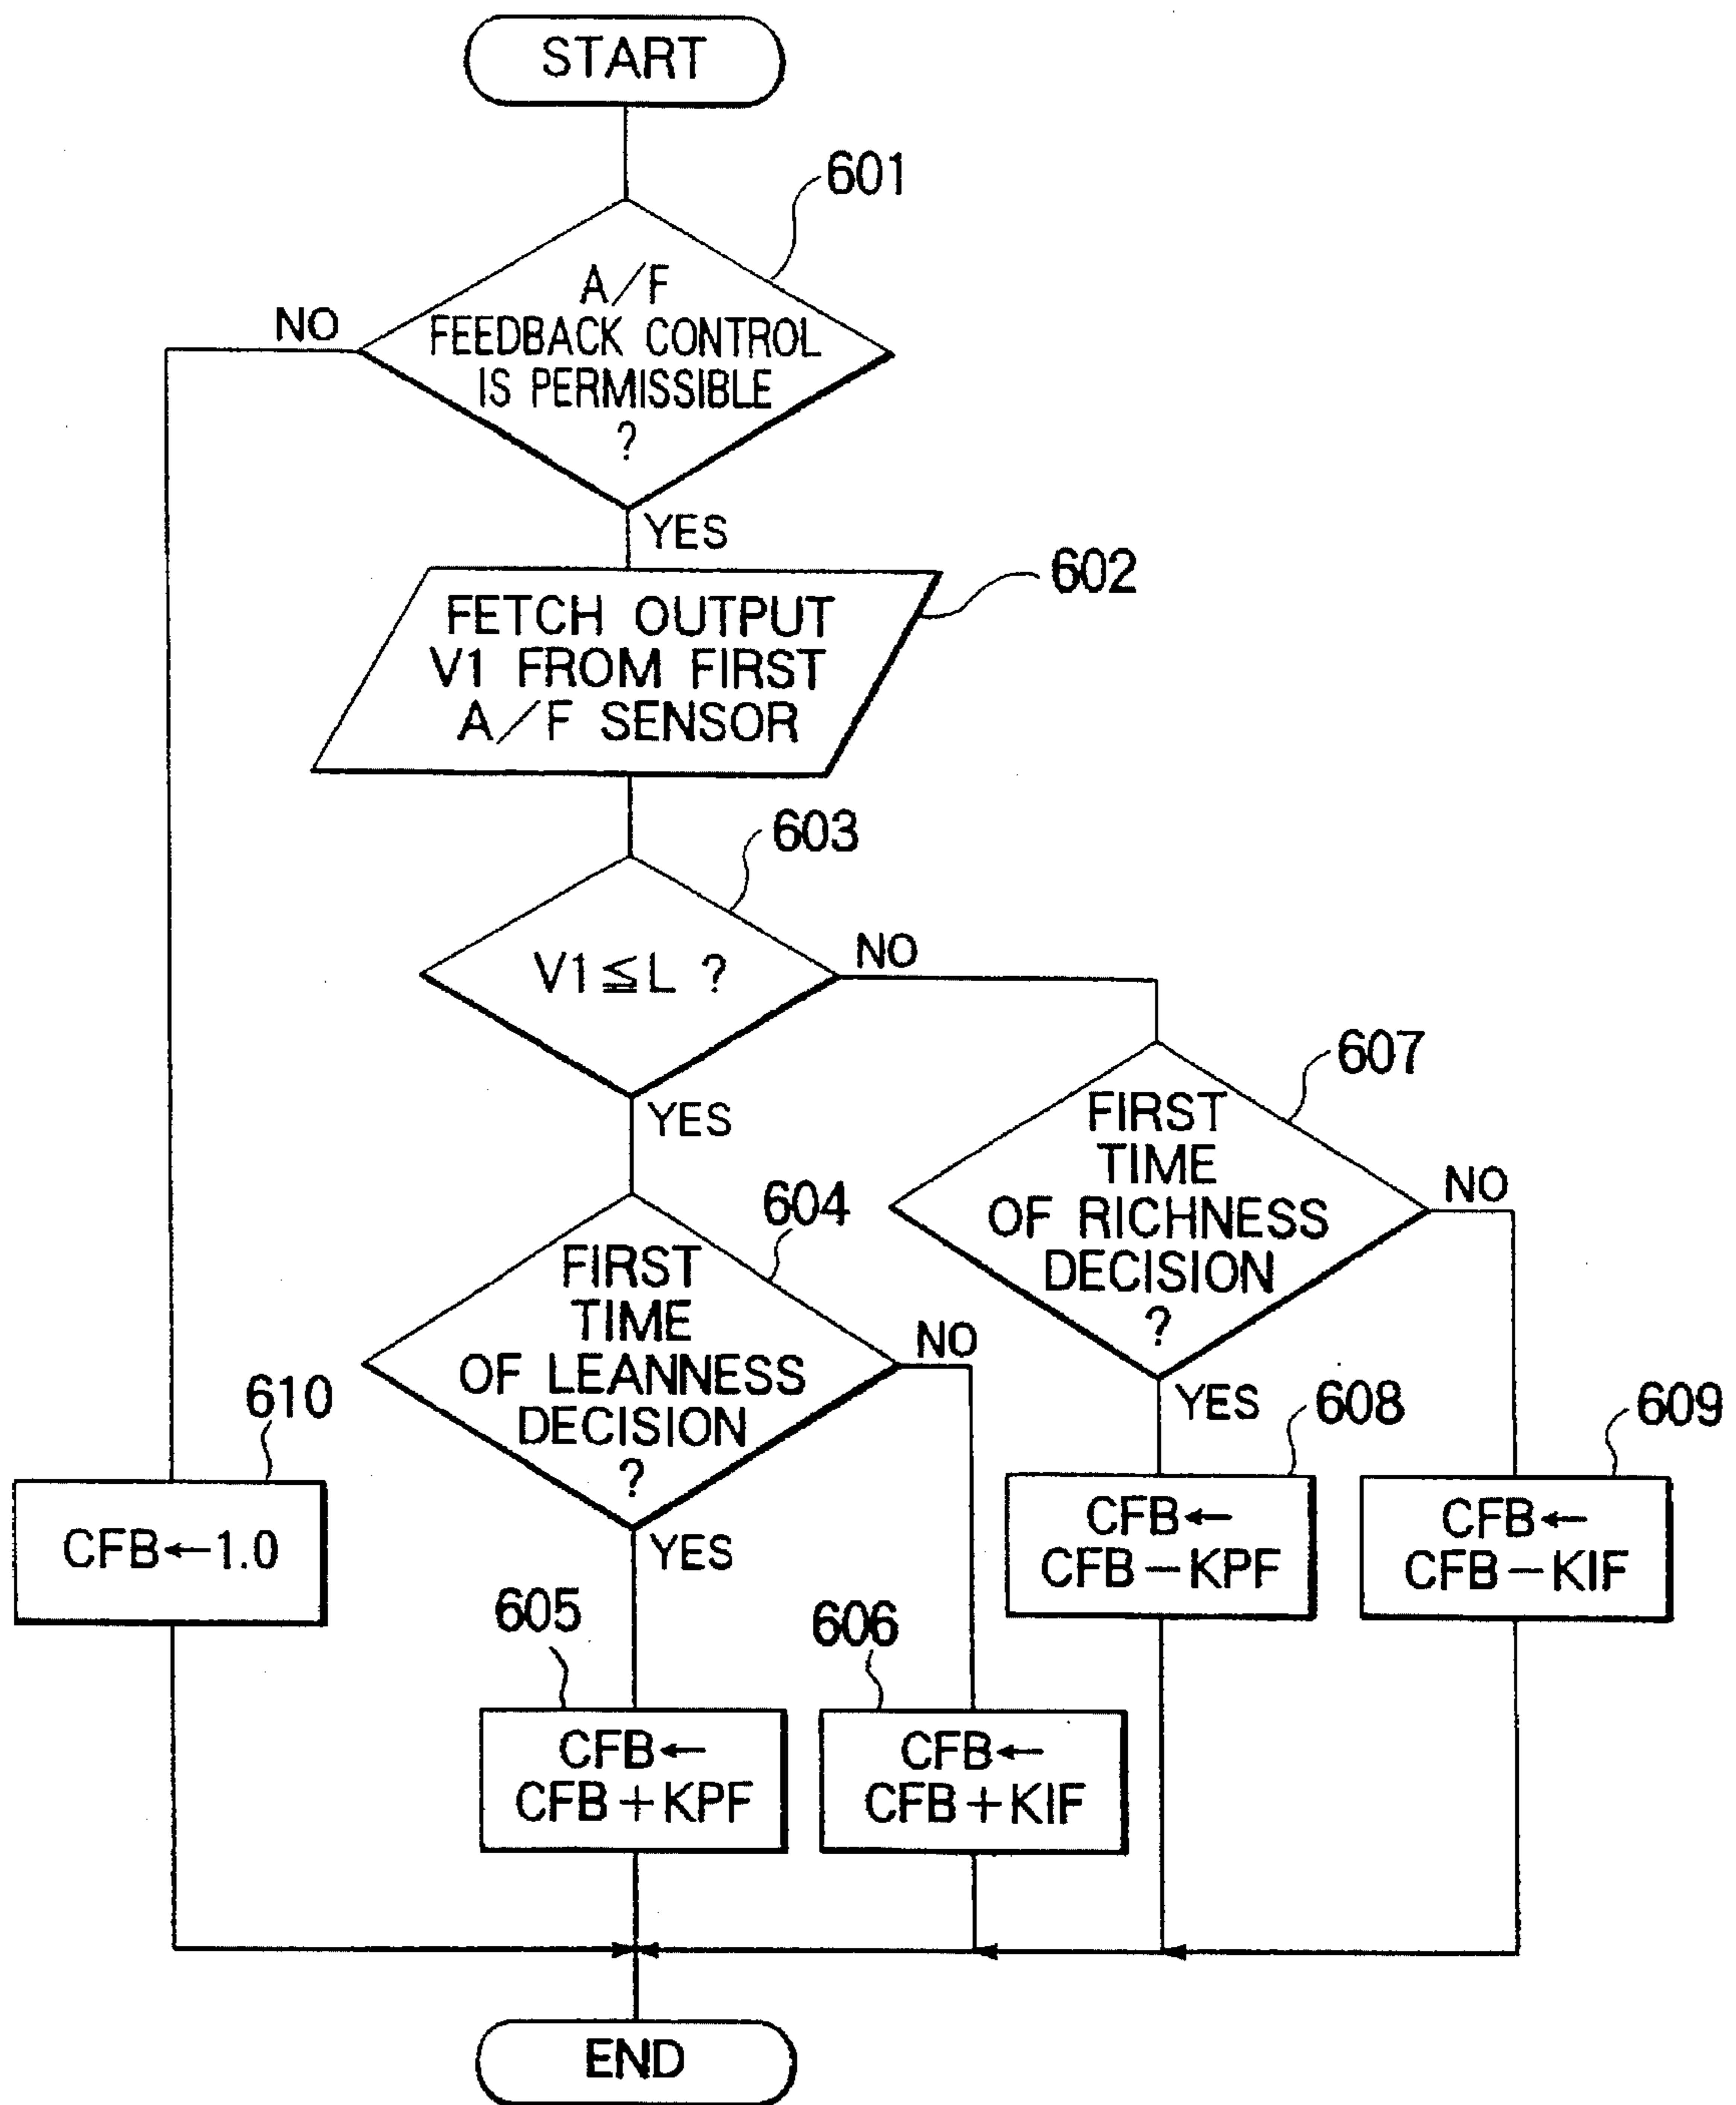 START
601
A/F
FEEDBACK CONTROL
IS PERMISSIBLE
?
NO
YES
602
FETCH OUTPUT
V1 FROM FIRST
A/F SENSOR
603
V1≦L ?
NO
YES
607
FIRST
TIME
OF RICHNESS
DECISION
?
NO
YES
604
FIRST
TIME
OF LEANNESS
DECISION
?
NO
YES
610
CFB←1.0
608
CFB←
CFB－KPF
609
CFB←
CFB－KIF
605
CFB←
CFB＋KPF
606
CFB←
CFB＋KIF
END